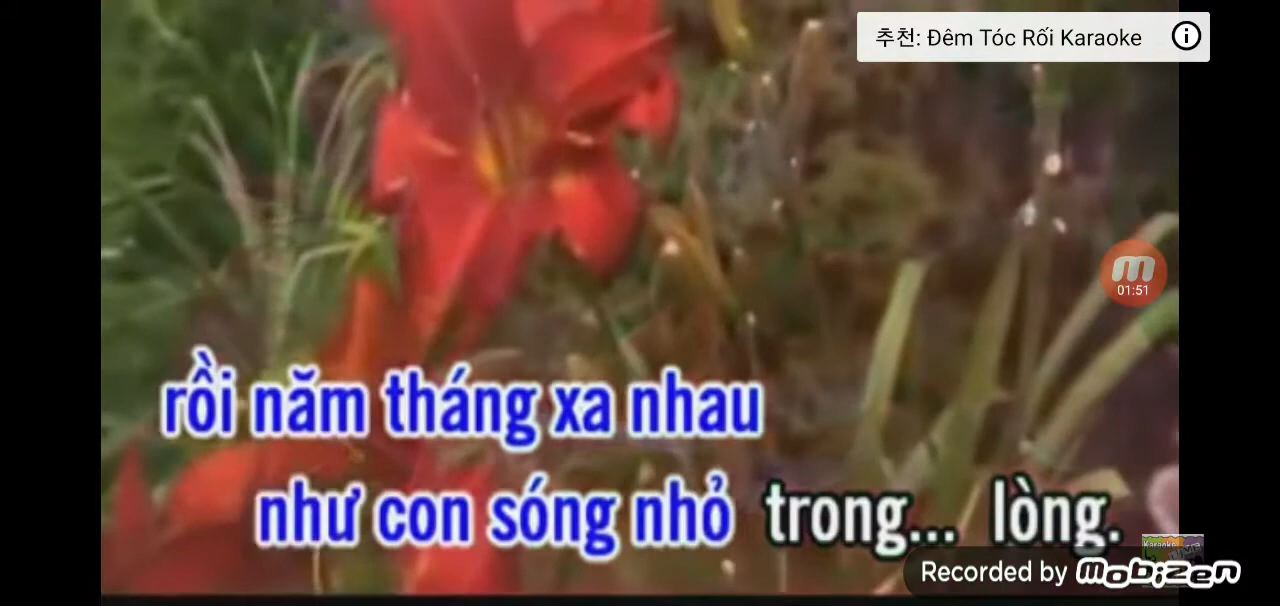 추천: Đêm Tóc Rối Karaoke
01:51
rồi năm tháng xa nhau
như con sóng nhỏ trong... lòng.
Karaoke
Recorded by mobizen